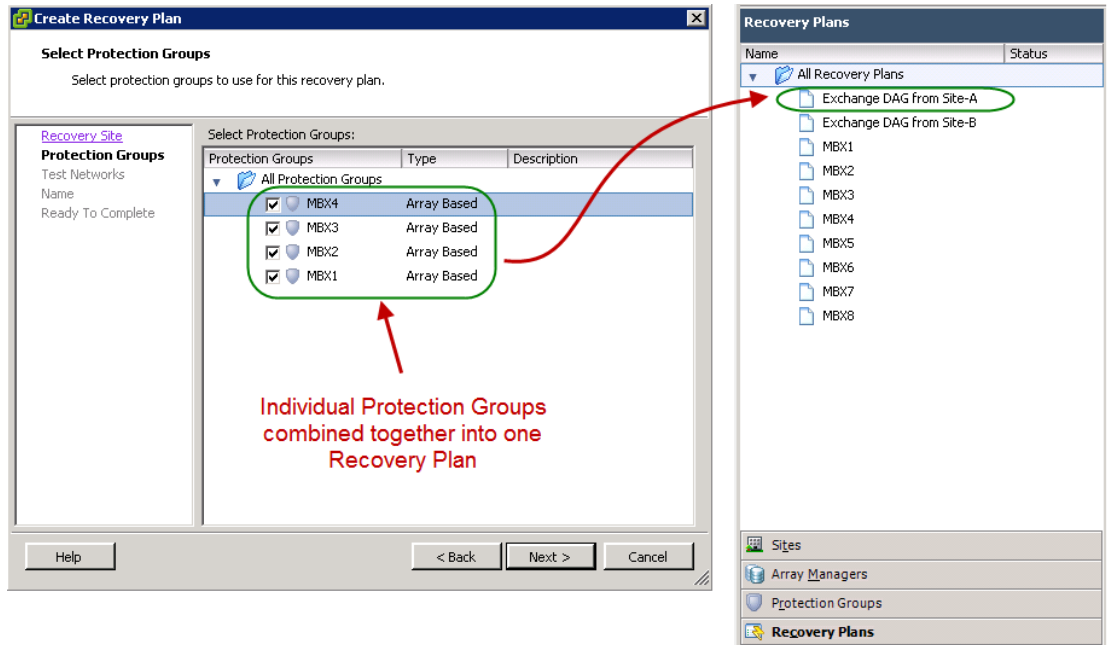 Create Recovery Plan
Select Protection Groups
Select protection groups to use for this recovery plan.
Recovery Site
Protection Groups
Test Networks
Name
Ready To Complete
Select Protection Groups:
Protection Groups Type Description
All Protection Groups
MBX4 Array Based
MBX3 Array Based
MBX2 Array Based
MBX1 Array Based
Individual Protection Groups
combined together into one
Recovery Plan
Help < Back Next > Cancel
Recovery Plans
Name Status
All Recovery Plans
Exchange DAG from Site-A
Exchange DAG from Site-B
MBX1
MBX2
MBX3
MBX4
MBX5
MBX6
MBX7
MBX8
Sites
Array Managers
Protection Groups
Recovery Plans